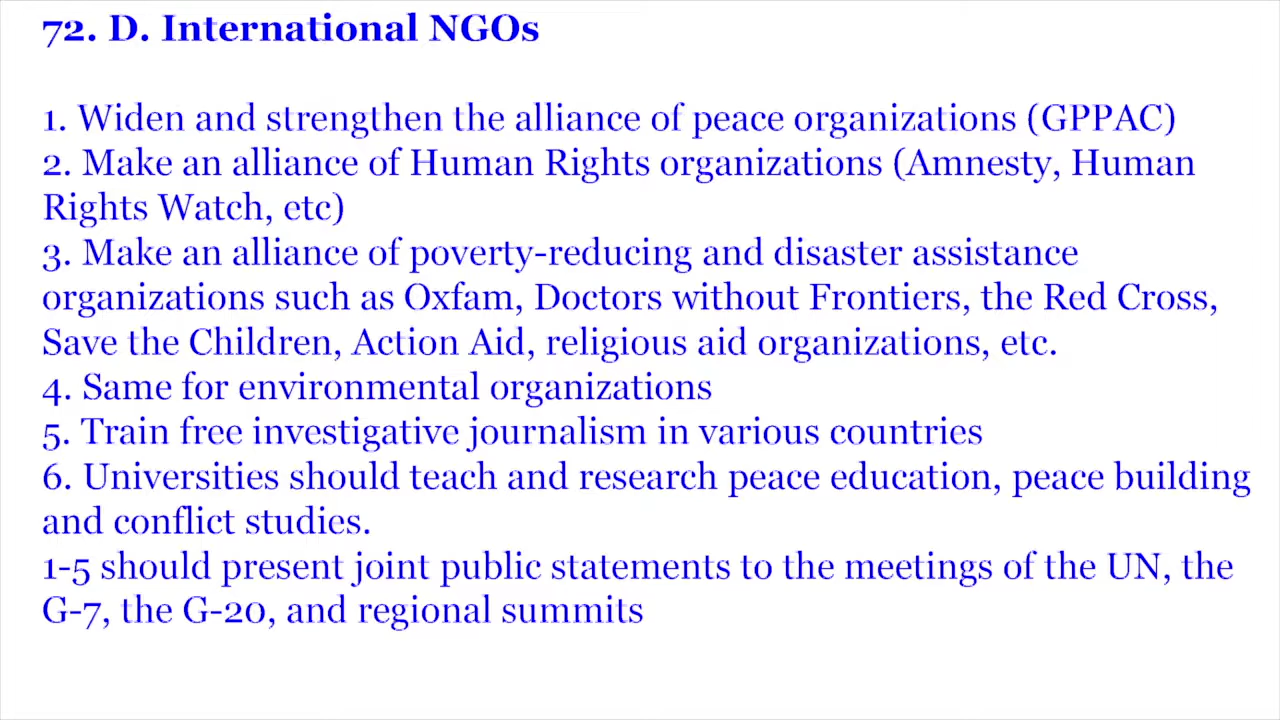 72. D. International NGOs
1. Widen and strengthen the alliance of peace organizations (GPPAC)
2. Make an alliance of Human Rights organizations (Amnesty, Human
Rights Watch, etc)
3. Make an alliance of poverty-reducing and disaster assistance
organizations such as Oxfam, Doctors without Frontiers, the Red Cross,
Save the Children, Action Aid, religious aid organizations, etc.
4. Same for environmental organizations
5. Train free investigative journalism in various countries
6. Universities should teach and research peace education, peace building
and conflict studies.
1-5 should present joint public statements to the meetings of the UN, the
G-7, the G-20, and regional summits